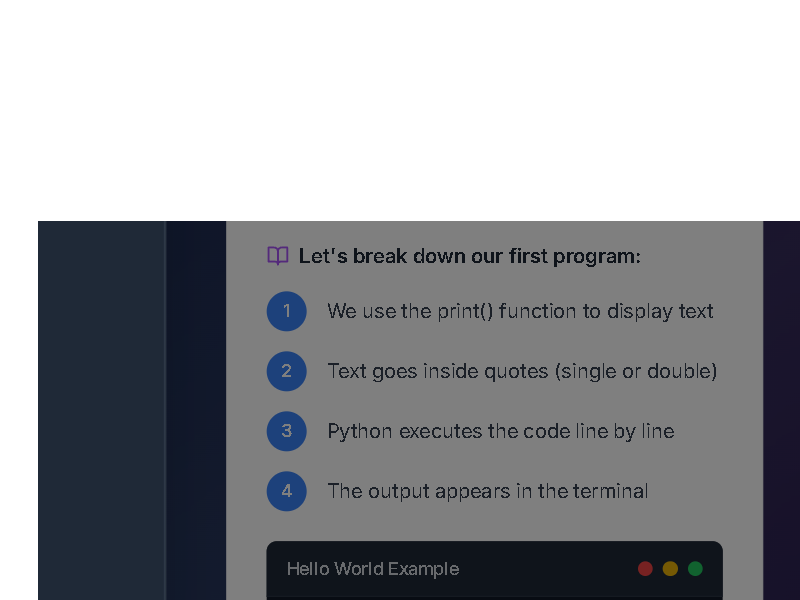 Let's break down our first program:
1 We use the print() function to display text
2 Text goes inside quotes (single or double)
3 Python executes the code line by line
4 The output appears in the terminal
Hello World Example